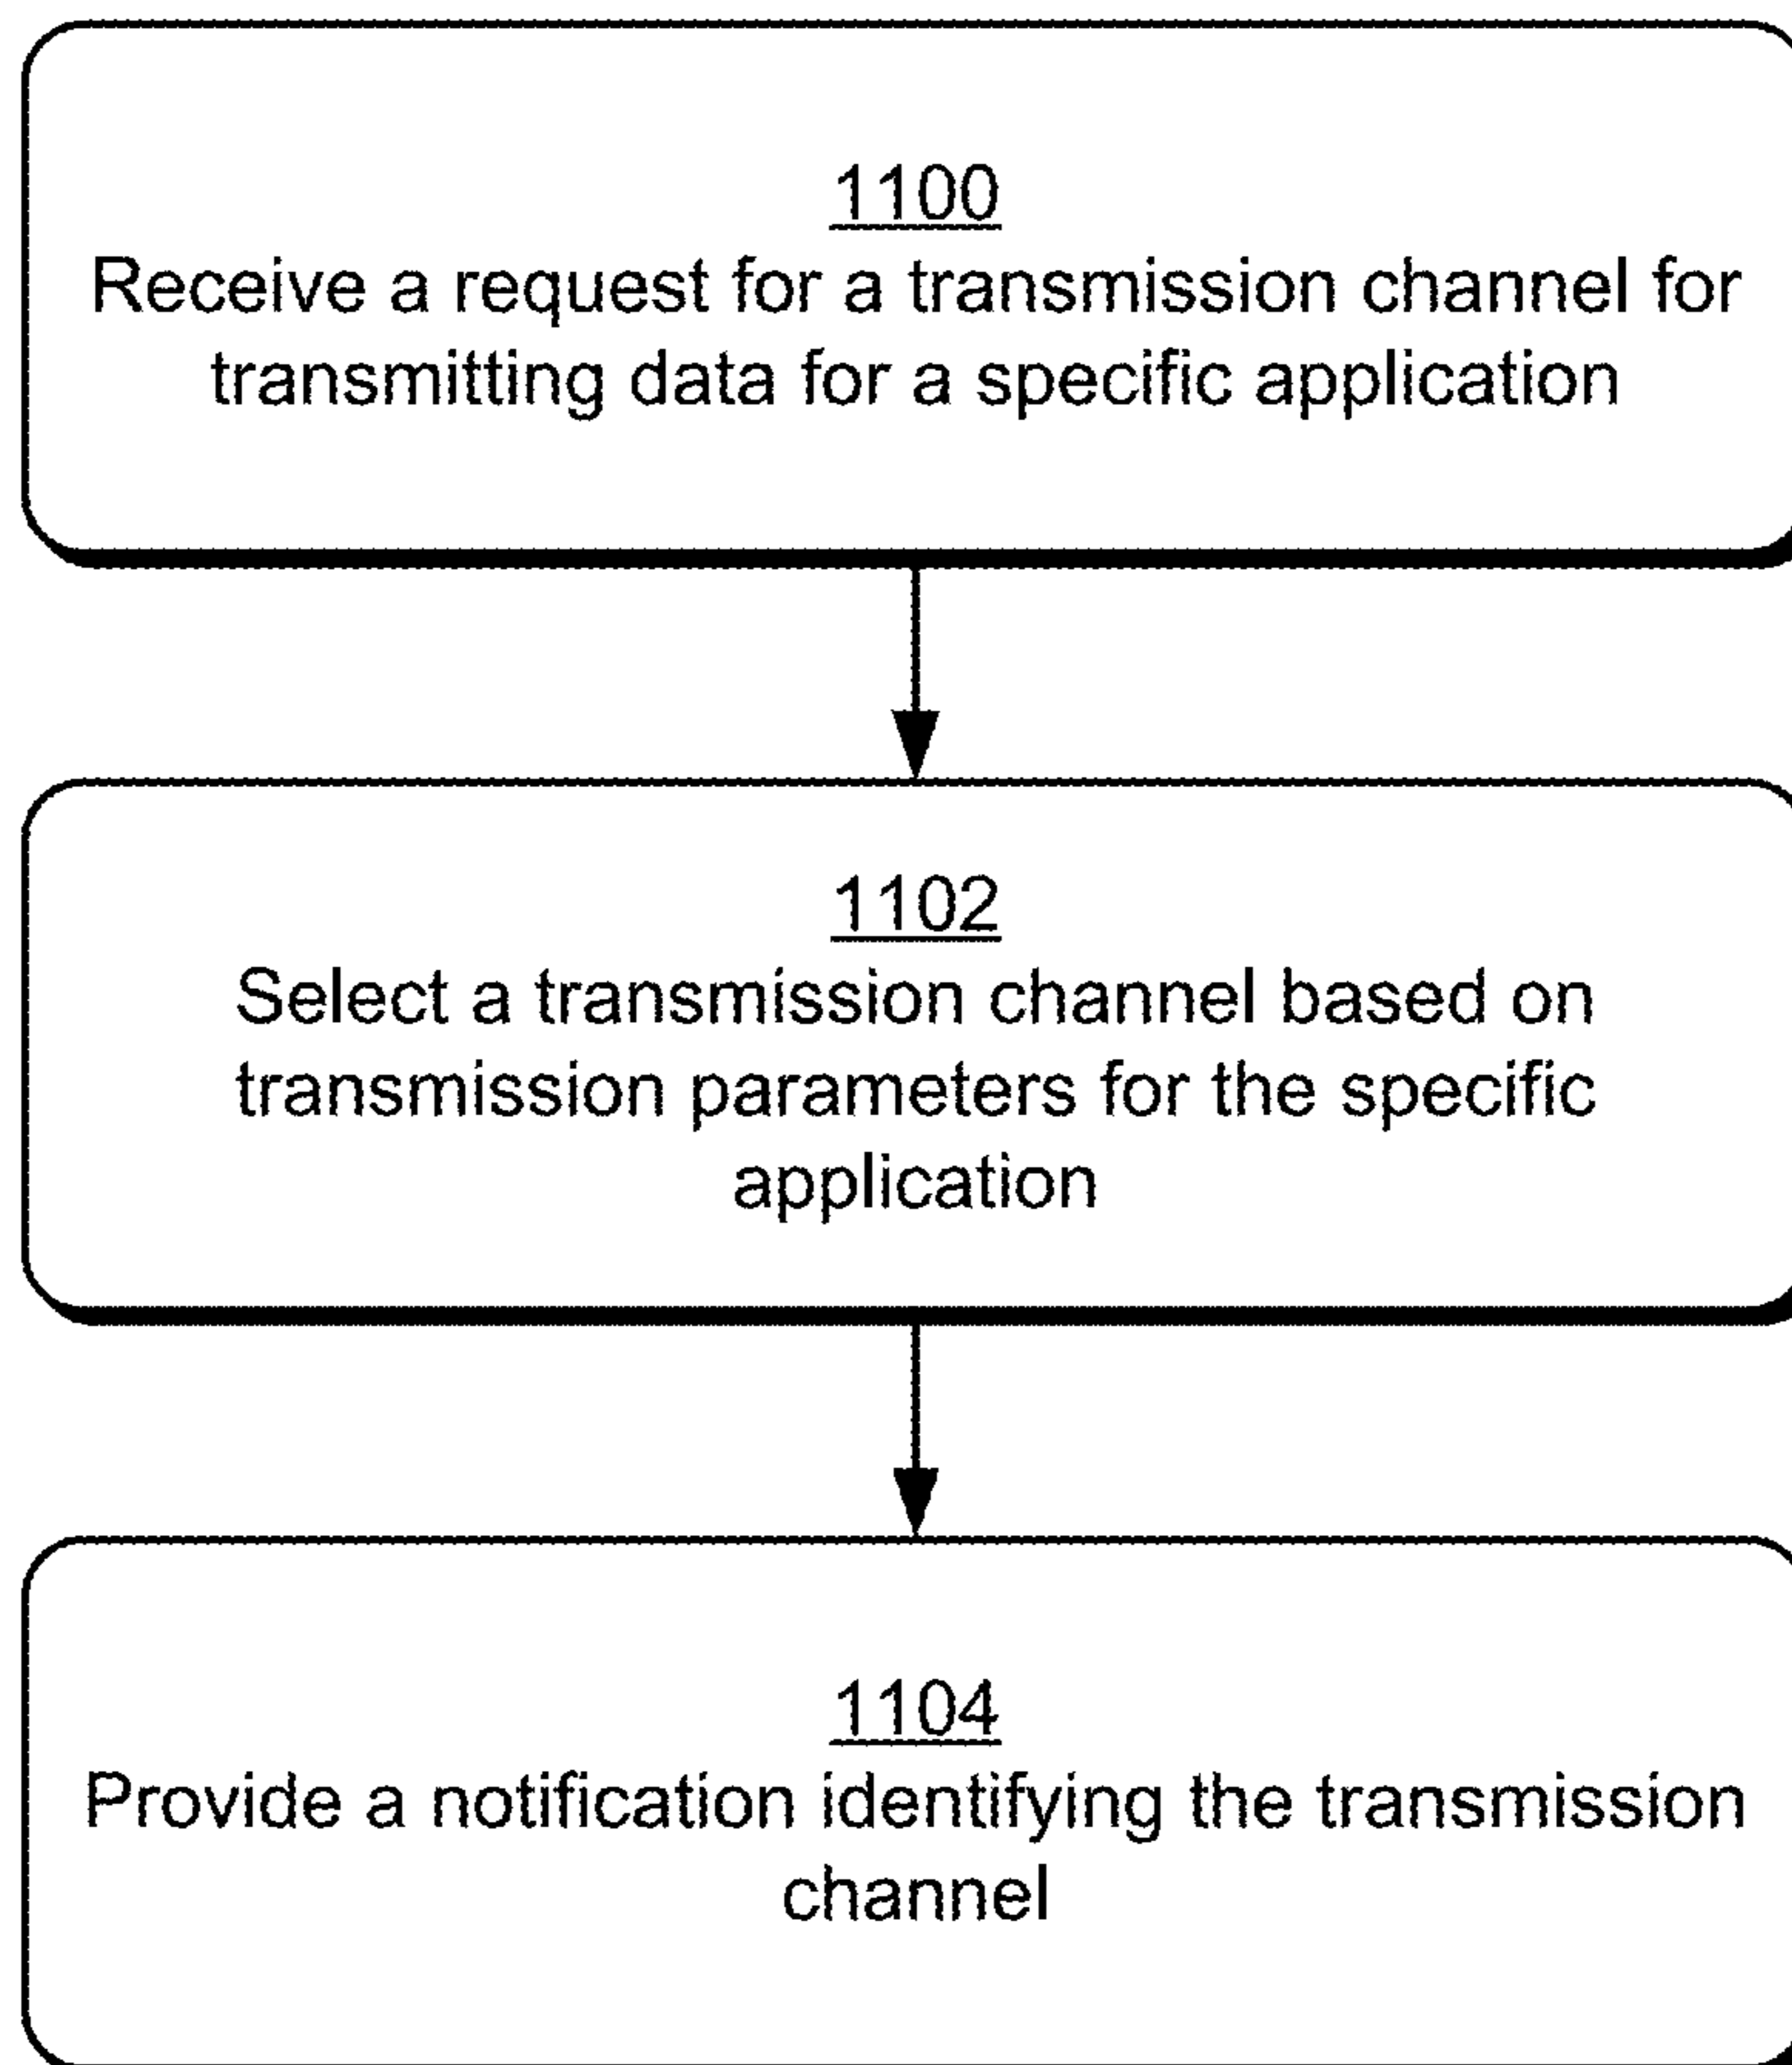 1100
Receive a request for a transmission channel for
transmitting data for a specific application
1102
Select a transmission channel based on
transmission parameters for the specific
application
1104
Provide a notification identifying the transmission
channel